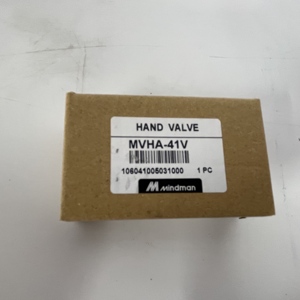 HAND VALVE
MVHA-41V
106041005031000 1 PC
Mindman